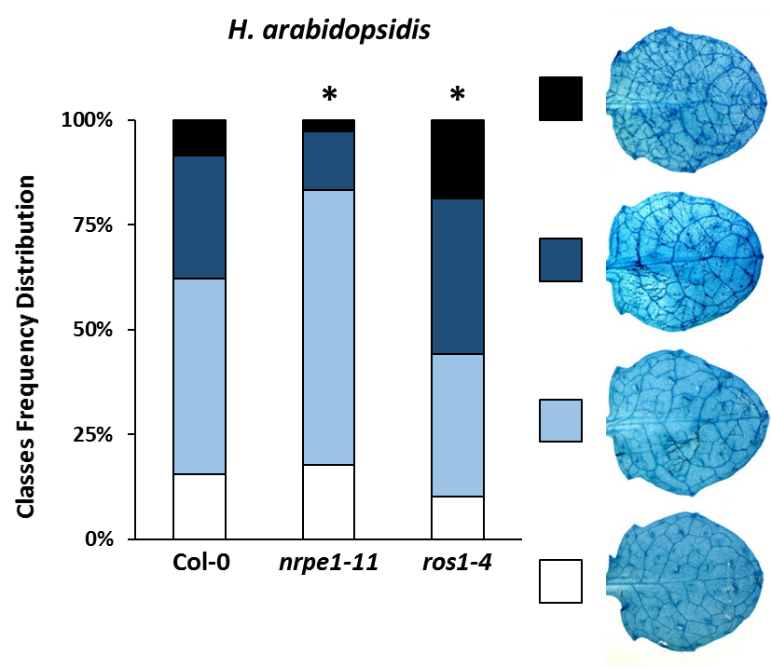 H. arabidopsidis
* *
100%
75%
50%
25%
0%
Classes Frequency Distribution
Col-0 nrpe1-11 ros1-4